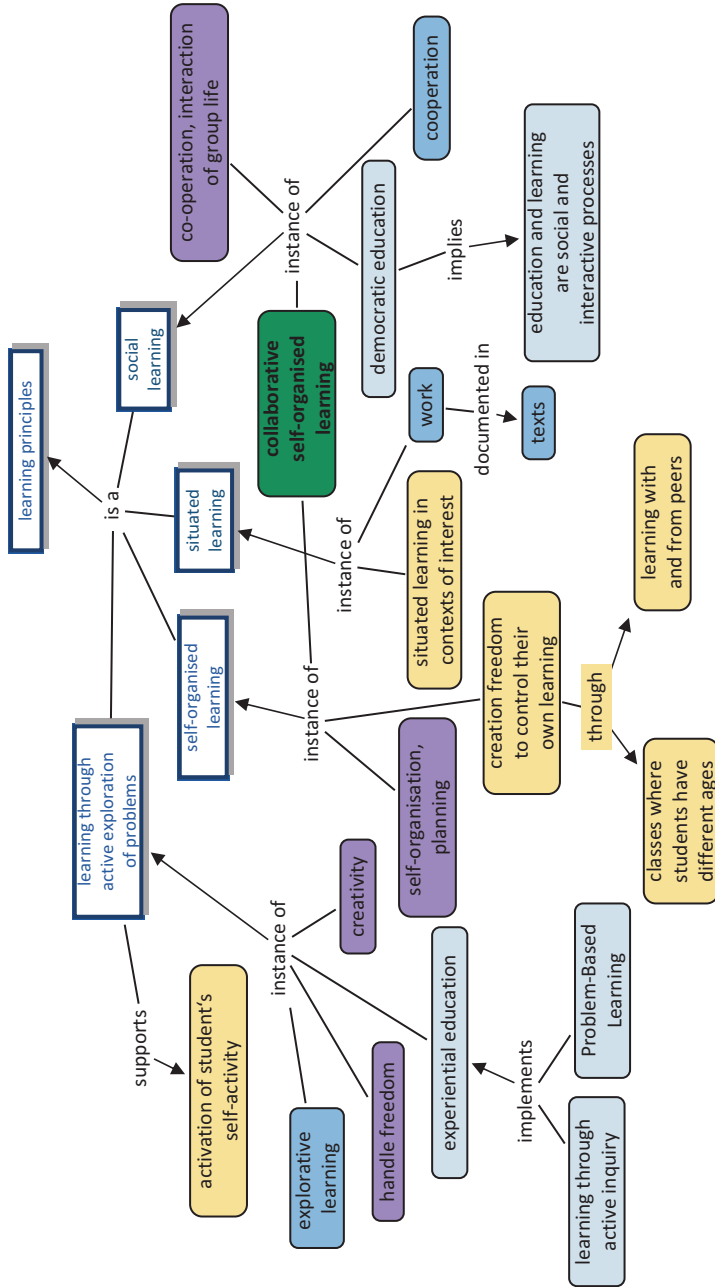 learning principles
is a
learning through
active exploration
of problems
self-organised
learning
situated
learning
social
learning
supports
activation of student‘s
self-activity
instance of
explorative
learning
handle freedom
creativity
experiential education
implements
learning through
active inquiry
Problem-Based
Learning
instance of
self-organisation,
planning
creation freedom
to control their
own learning
through
classes where
students have
different ages
learning with
and from peers
instance of
situated learning in
contexts of interest
work
documented in
texts
collaborative
self-organised
learning
instance of
co-operation, interaction
of group life
cooperation
democratic education
implies
education and learning
are social and
interactive processes